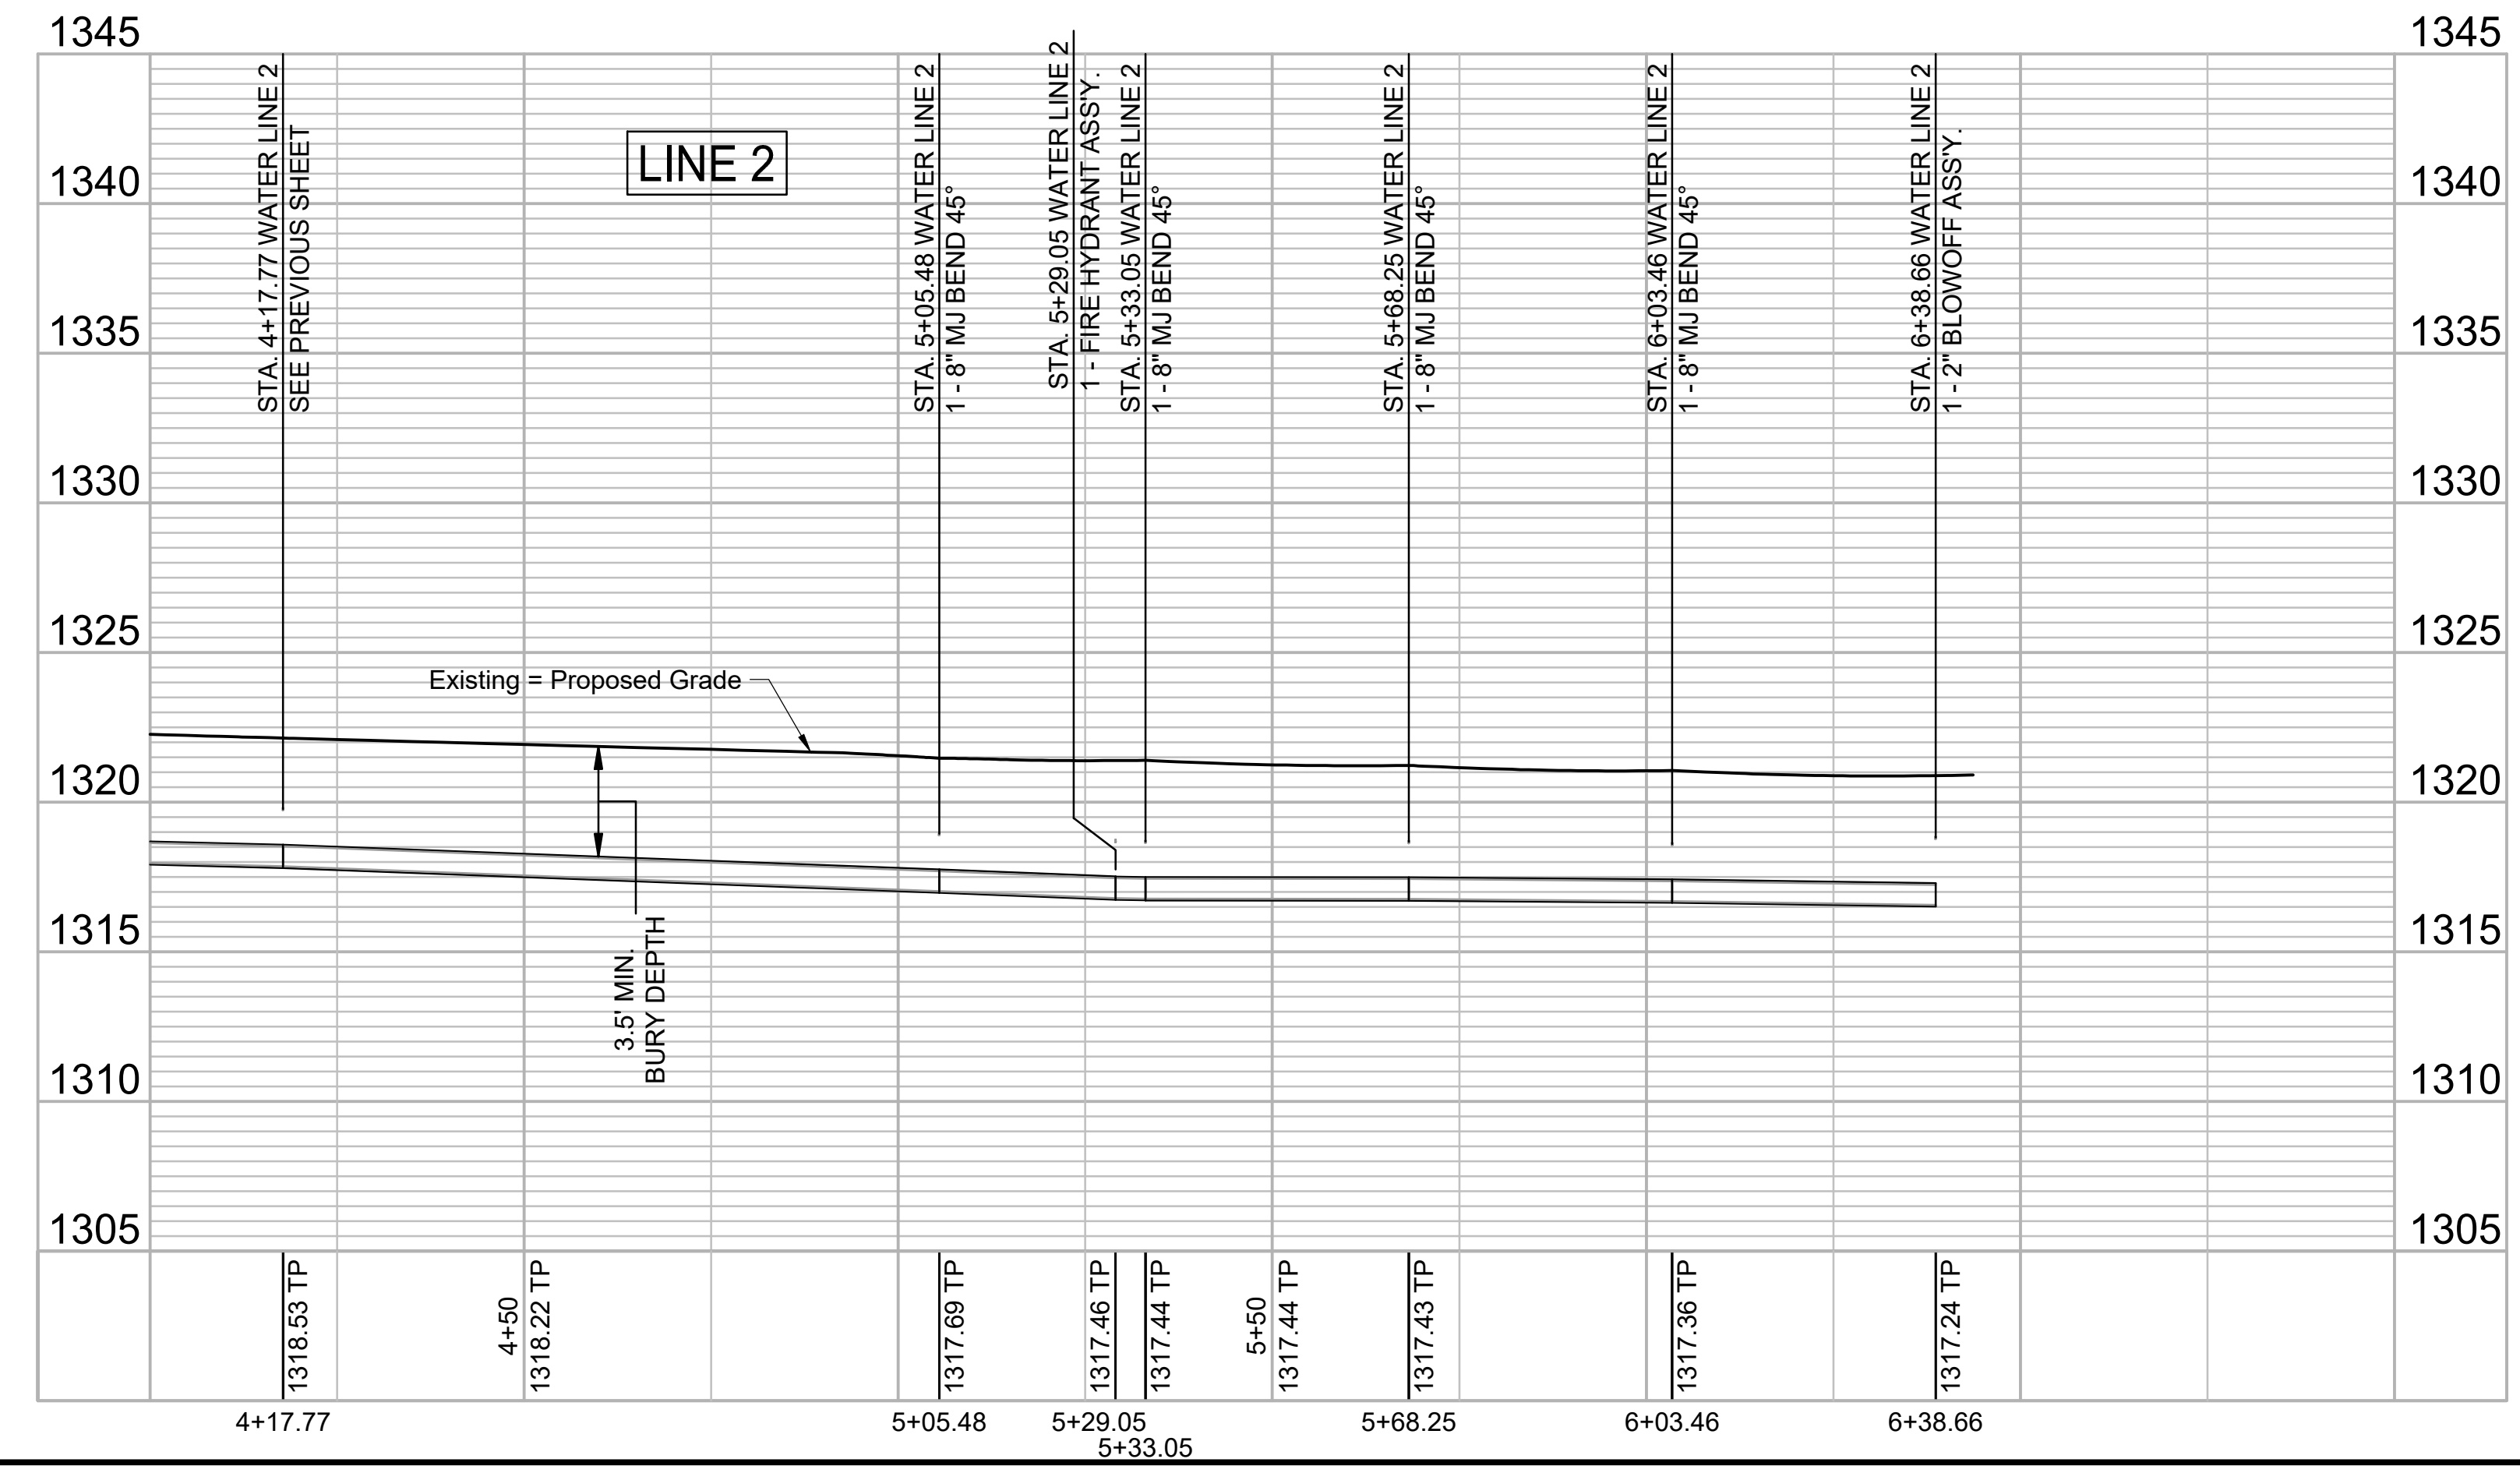 1345
1345
STA. 4+17.77 WATER LINE 2
SEE PREVIOUS SHEET
LINE 2
STA. 5+05.48 WATER LINE 2
1 - 8" MJ BEND 45°
STA. 5+29.05 WATER LINE 2
1 - FIRE HYDRANT ASS'Y.
STA. 5+33.05 WATER LINE 2
1 - 8" MJ BEND 45°
STA. 5+68.25 WATER LINE 2
1 - 8" MJ BEND 45°
STA. 6+03.46 WATER LINE 2
1 - 8" MJ BEND 45°
STA. 6+38.66 WATER LINE 2
1 - 2" BLOWOFF ASS'Y.
1340
1340
1335
1335
1330
1330
1325
1325
Existing = Proposed Grade
1320
1320
1315
1315
3.5' MIN.
BURY DEPTH
1310
1310
1305
1305
1318.53 TP
4+50
1318.22 TP
1317.69 TP
1317.46 TP
1317.44 TP
5+50
1317.44 TP
1317.43 TP
1317.36 TP
1317.24 TP
4+17.77
5+05.48
5+29.05
5+33.05
5+68.25
6+03.46
6+38.66